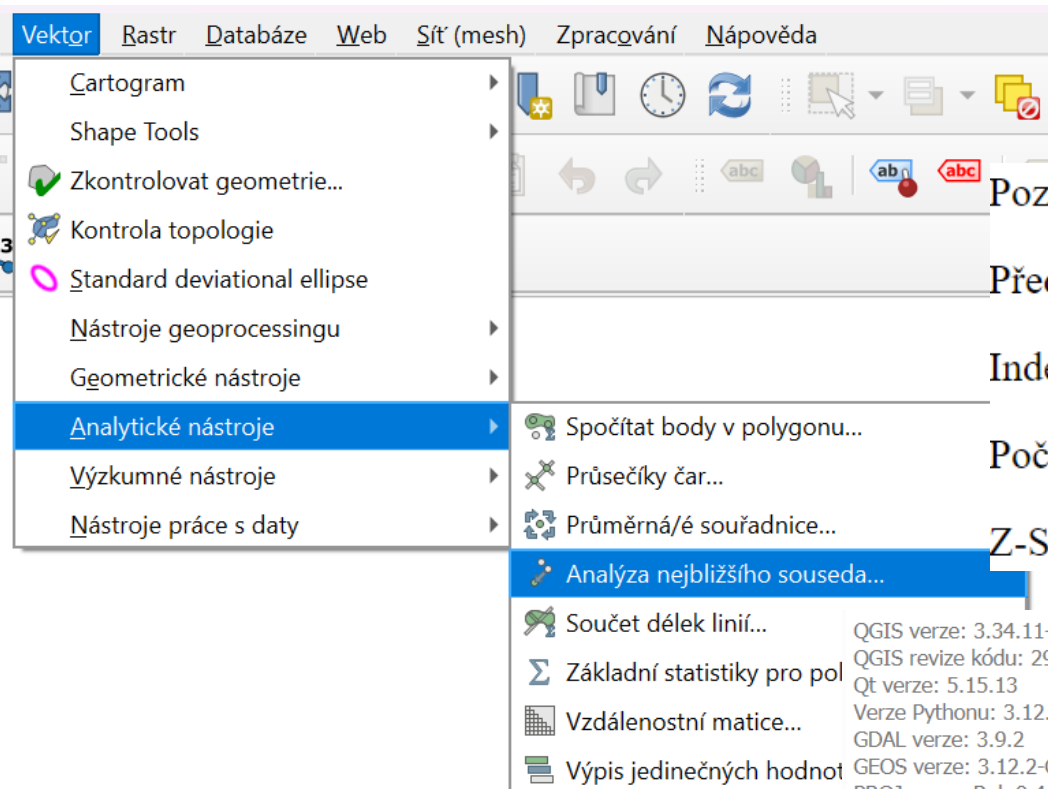 Vektor Rastr Databáze Web Síť (mesh) Zpracování Nápověda
Cartogram
Shape Tools
Zkontrolovat geometrie...
Kontrola topologie
Standard deviational ellipse
Nástroje geoprocessingu
Geometrické nástroje
Analytické nástroje
Výzkumné nástroje
Nástroje práce s daty
Spočítat body v polygonu...
Průsečíky čar...
Průměrná/é souřadnice...
Analýza nejbližšího souseda...
Součet délek linií...
Základní statistiky pro pol
Vzdálenostní matice...
Výpis jedinečných hodnot
abc
ab
abc
3
Poz
Pře
Inde
Poč
Z-S
QGIS verze: 3.34.11-
QGIS revize kódu: 29
Qt verze: 5.15.13
Verze Pythonu: 3.12.
GDAL verze: 3.9.2
GEOS verze: 3.12.2-